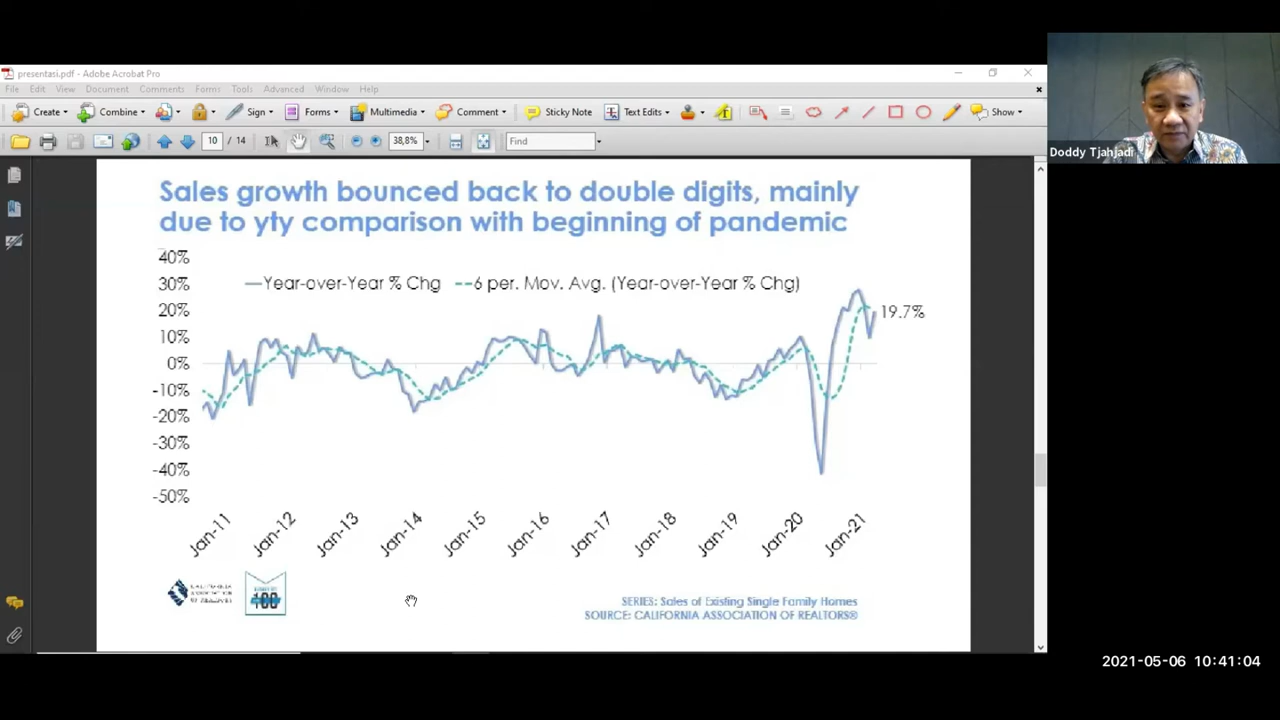 presentasi.pdf - Adobe Acrobat Pro
File Edit View Document Comments Forms Tools Advanced Window Help
Create Combine Sign Forms Multimedia Comment Sticky Note Text Edits Show
10 / 14 38,8% Find
Doddy Tjahjadi
Sales growth bounced back to double digits, mainly
due to yty comparison with beginning of pandemic
40%
30%
20%
10%
0%
-10%
-20%
-30%
-40%
-50%
Year-over-Year % Chg 6 per. Mov. Avg. (Year-over-Year % Chg)
19.7%
Jan-11 Jan-12 Jan-13 Jan-14 Jan-15 Jan-16 Jan-17 Jan-18 Jan-19 Jan-20 Jan-21
CALIFORNIA
ASSOCIATION
OF REALTORS
100
SERIES: Sales of Existing Single Family Homes
SOURCE: CALIFORNIA ASSOCIATION OF REALTORS®
2021-05-06 10:41:04